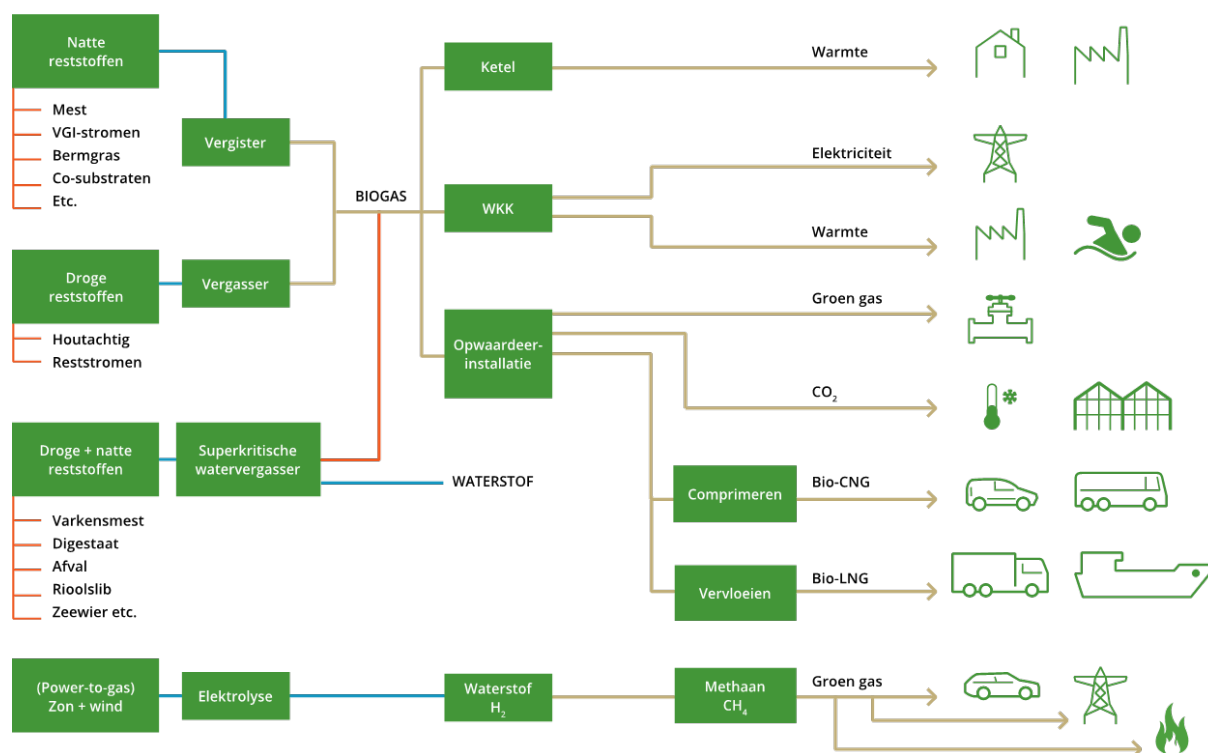 Natte
reststoffen
Mest
VGI-stromen
Bermgras
Co-substraten
Etc.
Vergister
Droge
reststoffen
Houtachtig
Reststromen
Vergasser
BIOGAS
Droge + natte
reststoffen
Varkensmest
Digestaat
Afval
Rioolslib
Zeewier etc.
Superkritische
watervergasser
WATERSTOF
Ketel
Warmte
WKK
Elektriciteit
Warmte
Opwaardeer-
installatie
Groen gas
CO₂
Comprimeren
Bio-CNG
Vervloeien
Bio-LNG
(Power-to-gas)
Zon + wind
Elektrolyse
Waterstof
H₂
Methaan
CH₄
Groen gas